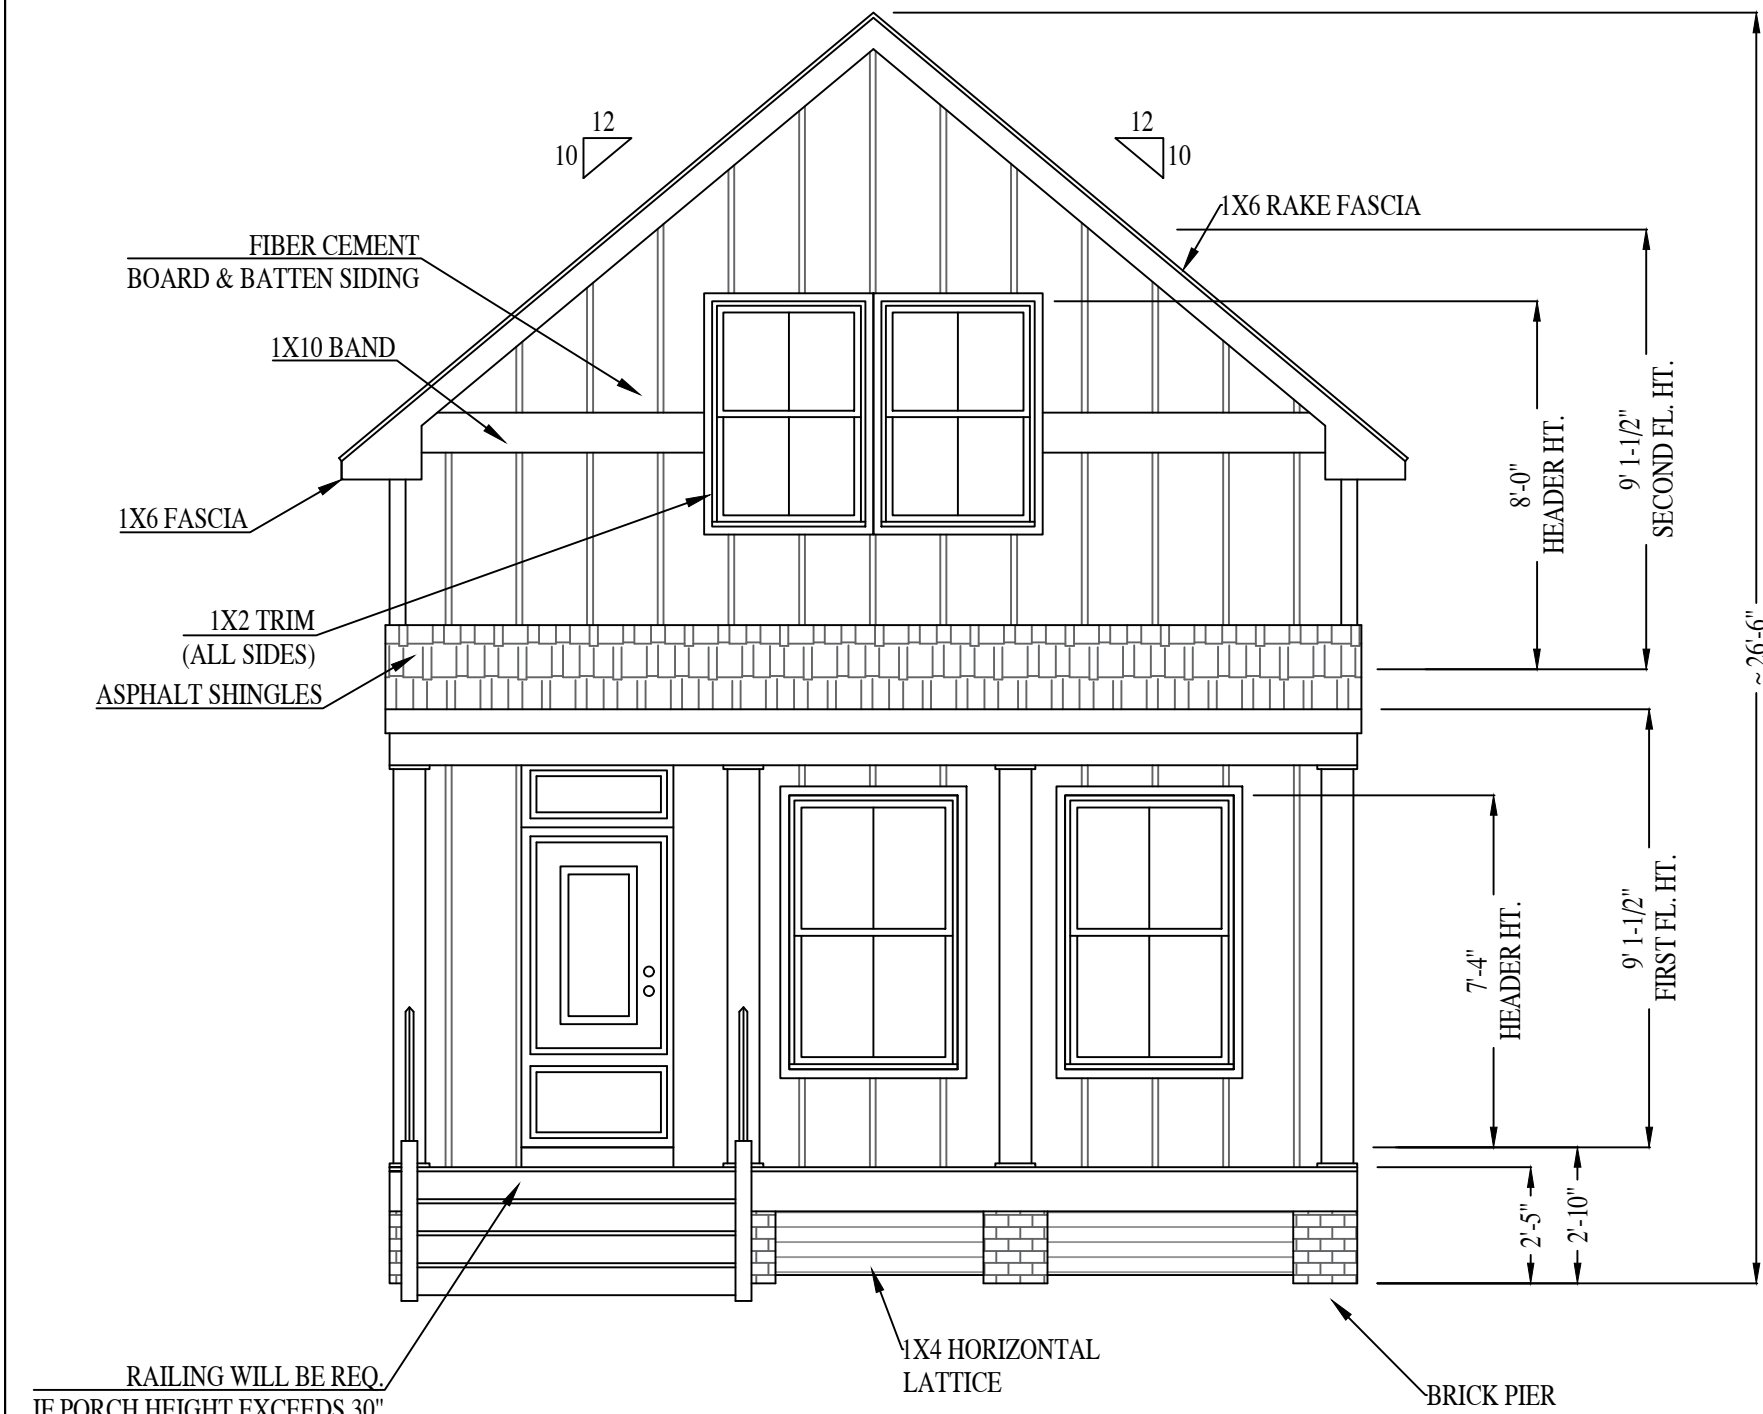 12
10
12
10
1X6 RAKE FASCIA
FIBER CEMENT
BOARD & BATTEN SIDING
1X10 BAND
1X6 FASCIA
1X2 TRIM
(ALL SIDES)
ASPHALT SHINGLES
8'-0"
HEADER HT.
9' 1-1/2"
SECOND FL. HT.
~ 26'-6"
7'-4"
HEADER HT.
9' 1-1/2"
FIRST FL. HT.
2'-5"
2'-10"
1X4 HORIZONTAL
LATTICE
BRICK PIER
RAILING WILL BE REQ.
IF PORCH HEIGHT EXCEEDS 30"